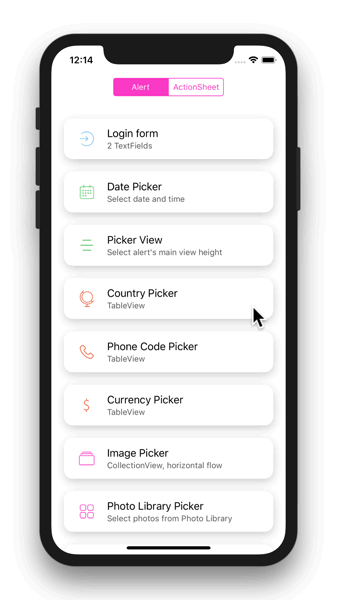 12:14
Alert ActionSheet
Login form
2 TextFields
Date Picker
Select date and time
Picker View
Select alert's main view height
Country Picker
TableView
Phone Code Picker
TableView
Currency Picker
TableView
Image Picker
CollectionView, horizontal flow
Photo Library Picker
Select photos from Photo Library